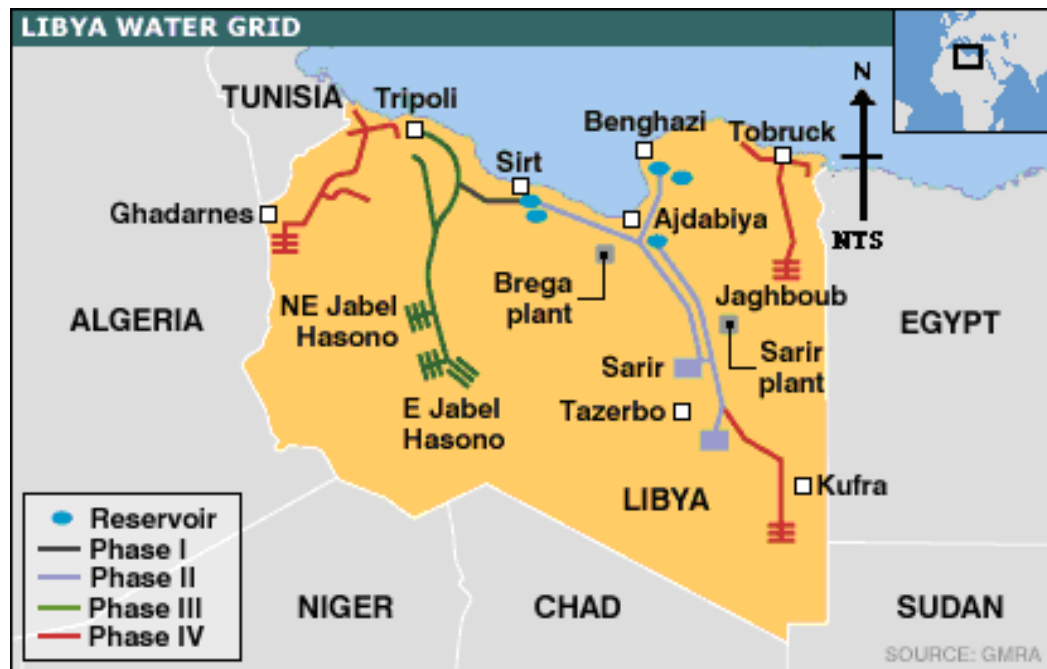 LIBYA WATER GRID
TUNISIA
Tripoli
N
Benghazi
Tobruck
Sirt
Ghadarnes
Ajdabiya
NTS
Brega
plant
Jaghboub
NE Jabel
Hasono
ALGERIA
EGYPT
Sarir
Sarir
plant
E Jabel
Hasono
Tazerbo
LIBYA
Kufra
Reservoir
Phase I
Phase II
Phase III
Phase IV
NIGER
CHAD
SUDAN
SOURCE: GMRA